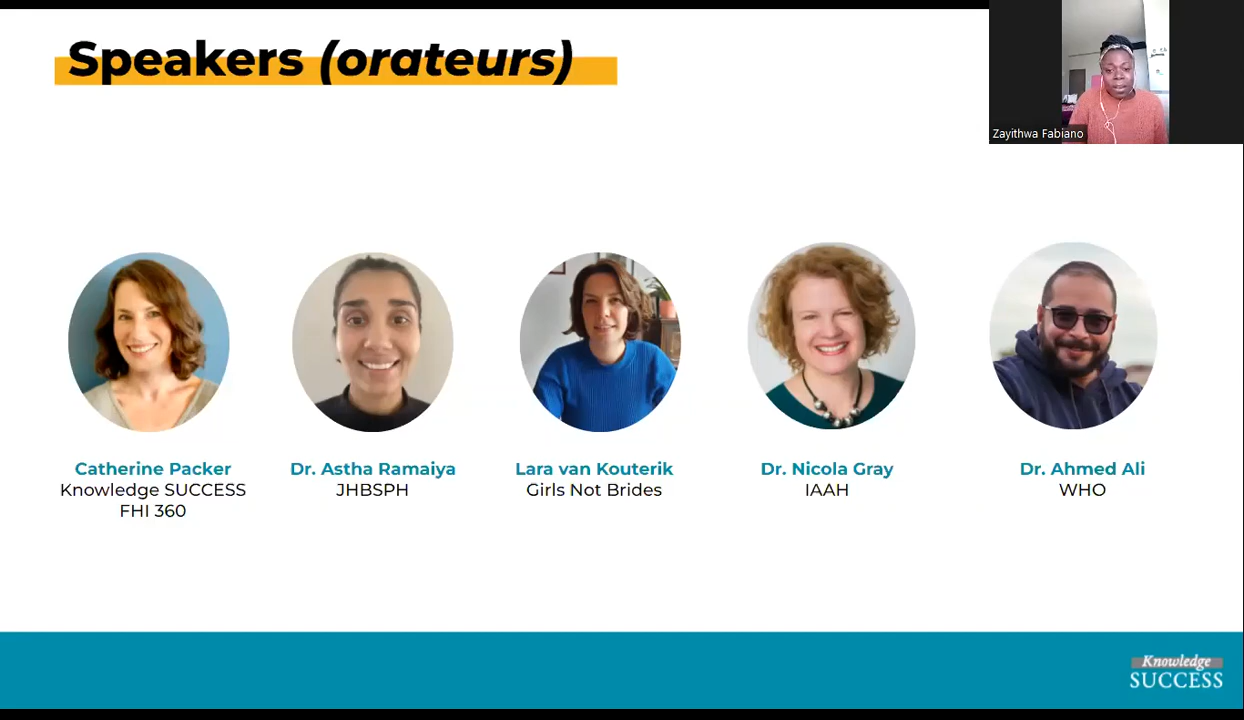 Speakers (orateurs)
Zayithwa Fabiano
Catherine Packer
Knowledge SUCCESS
FHI 360
Dr. Astha Ramaiya
JHBSPH
Lara van Kouterik
Girls Not Brides
Dr. Nicola Gray
IAAH
Dr. Ahmed Ali
WHO
Knowledge
SUCCESS